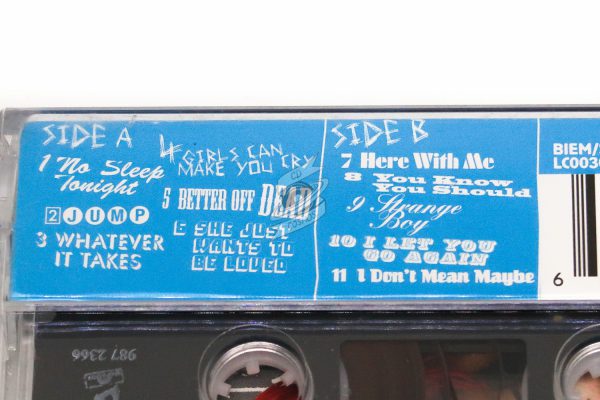 SIDE A
1 No Sleep
Tonight
2 JUMP
3 WHATEVER
IT TAKES
4 GIRLS CAN
MAKE YOU CRY
5 BETTER OFF DEAD
6 SHE JUST
WANTS TO
BE LOVED
SIDE B
7 Here With Me
8 You Know
You Should
9 Strange
Boy
10 I LET YOU
GO AGAIN
11 I Don't Mean Maybe
BIEM/
LC003
6
987 2366